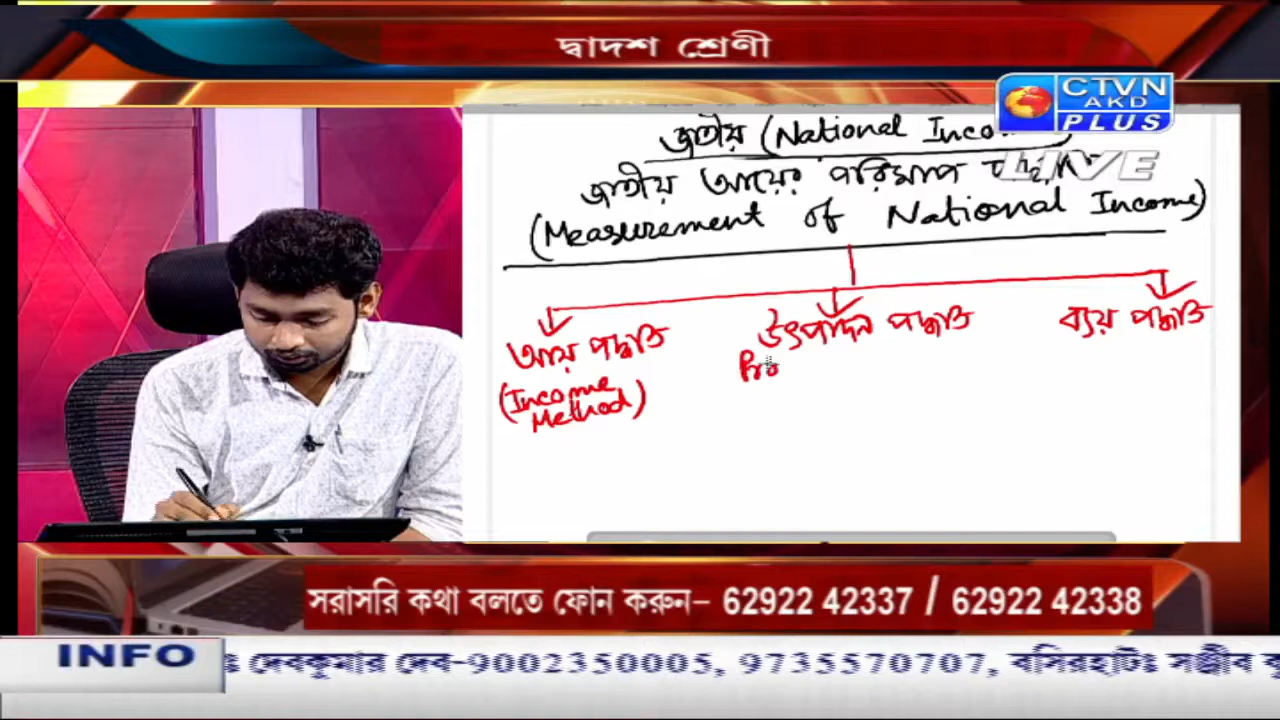 দ্বাদশ শ্রেণী
CTVN
AKD
PLUS
LIVE
জাতীয় (National Inco
জাতীয় আয়ের পরিমাপ
(Measurement of National Income)
আয় পদ্ধতি
(Income
Method)
উৎপাদন পদ্ধতি
Pro
ব্যয় পদ্ধতি
সরাসরি কথা বলতে ফোন করুন- 62922 42337 / 62922 42338
INFO
ঃ দেবকুমার দেব-9002350005, 9735570707, বসিরহাটঃ সঞ্জীব